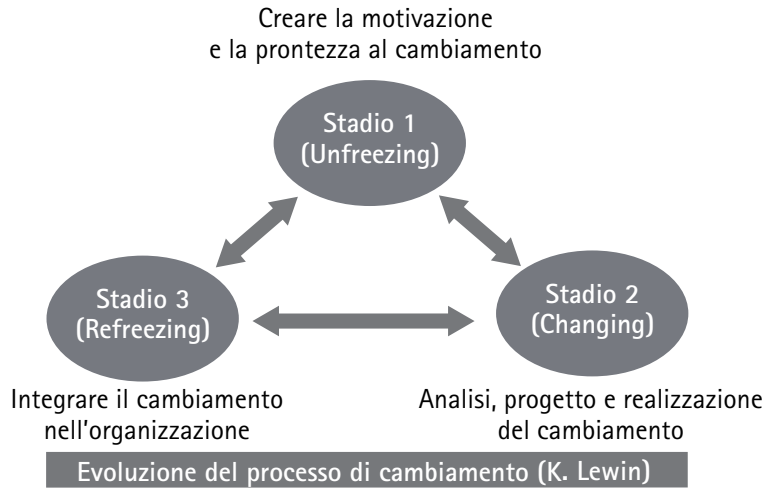 Creare la motivazione
e la prontezza al cambiamento
Stadio 1
(Unfreezing)
Stadio 3
(Refreezing)
Stadio 2
(Changing)
Integrare il cambiamento
nell'organizzazione
Analisi, progetto e realizzazione
del cambiamento
Evoluzione del processo di cambiamento (K. Lewin)